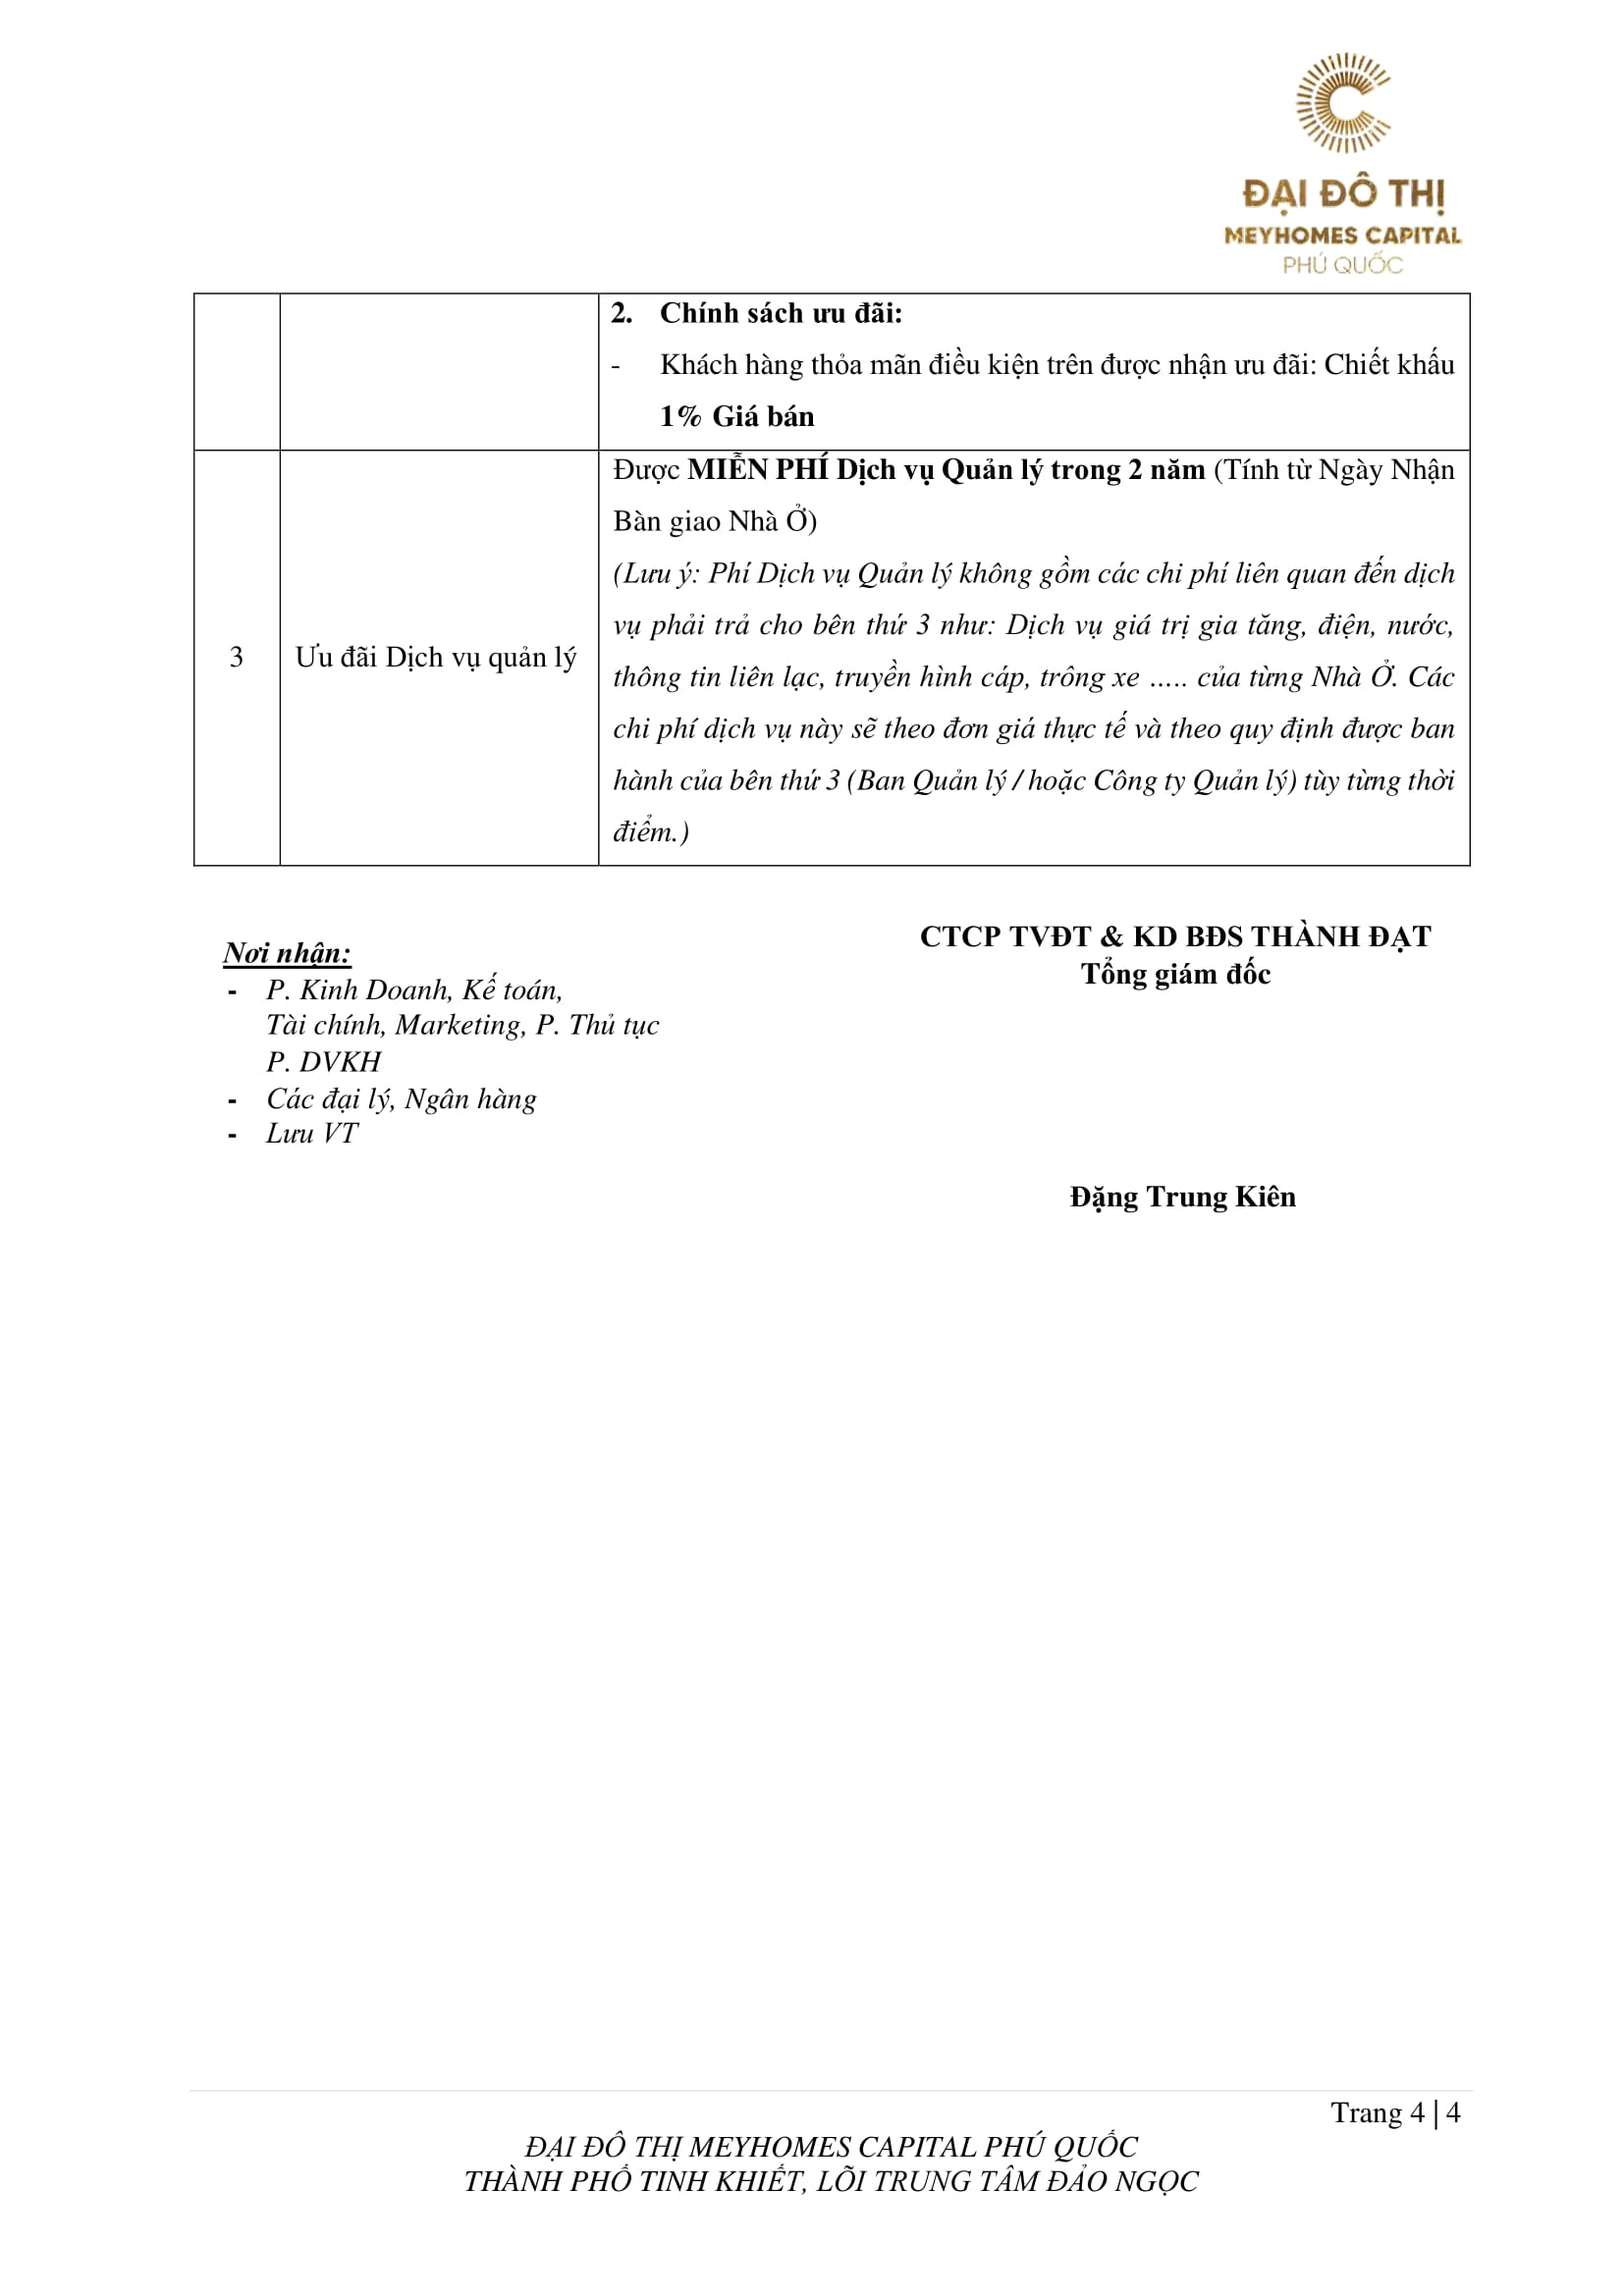 ĐẠI ĐÔ THỊ
MEYHOMES CAPITAL
PHÚ QUỐC
2. Chính sách ưu đãi:
- Khách hàng thỏa mãn điều kiện trên được nhận ưu đãi: Chiết khấu
1% Giá bán
3
Ưu đãi Dịch vụ quản lý
Được MIỄN PHÍ Dịch vụ Quản lý trong 2 năm (Tính từ Ngày Nhận
Bàn giao Nhà Ở)
(Lưu ý: Phí Dịch vụ Quản lý không gồm các chi phí liên quan đến dịch
vụ phải trả cho bên thứ 3 như: Dịch vụ giá trị gia tăng, điện, nước,
thông tin liên lạc, truyền hình cáp, trông xe ….. của từng Nhà Ở. Các
chi phí dịch vụ này sẽ theo đơn giá thực tế và theo quy định được ban
hành của bên thứ 3 (Ban Quản lý / hoặc Công ty Quản lý) tùy từng thời
điểm.)
Nơi nhận:
- P. Kinh Doanh, Kế toán,
Tài chính, Marketing, P. Thủ tục
P. DVKH
- Các đại lý, Ngân hàng
- Lưu VT
CTCP TVĐT & KD BĐS THÀNH ĐẠT
Tổng giám đốc
Đặng Trung Kiên
Trang 4 | 4
ĐẠI ĐÔ THỊ MEYHOMES CAPITAL PHÚ QUỐC
THÀNH PHỐ TINH KHIẾT, LÕI TRUNG TÂM ĐẢO NGỌC